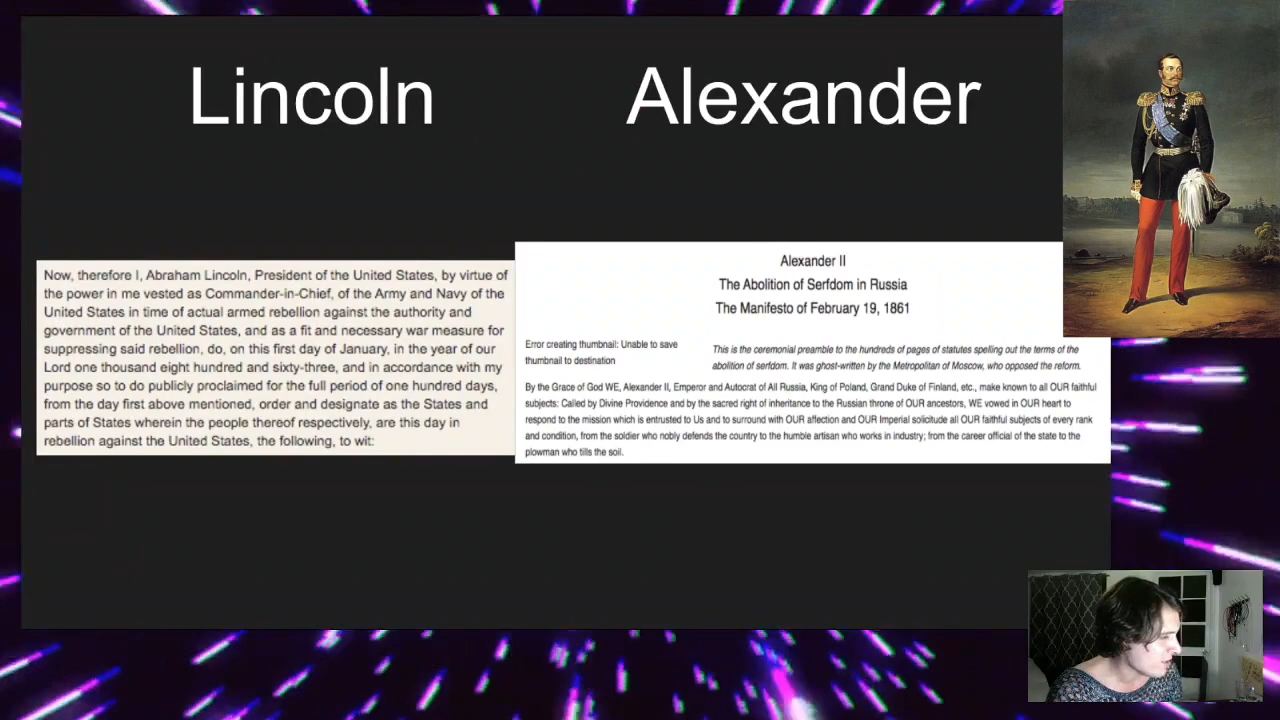 Lincoln
Alexander
Now, therefore I, Abraham Lincoln, President of the United States, by virtue of
the power in me vested as Commander-in-Chief, of the Army and Navy of the
United States in time of actual armed rebellion against the authority and
government of the United States, and as a fit and necessary war measure for
suppressing said rebellion, do, on this first day of January, in the year of our
Lord one thousand eight hundred and sixty-three, and in accordance with my
purpose so to do publicly proclaimed for the full period of one hundred days,
from the day first above mentioned, order and designate as the States and
parts of States wherein the people thereof respectively, are this day in
rebellion against the United States, the following, to wit:
Alexander II
The Abolition of Serfdom in Russia
The Manifesto of February 19, 1861
Error creating thumbnail: Unable to save
thumbnail to destination
This is the ceremonial preamble to the hundreds of pages of statutes spelling out the terms of the
abolition of serfdom. It was ghost-written by the Metropolitan of Moscow, who opposed the reform.
By the Grace of God WE, Alexander II, Emperor and Autocrat of All Russia, King of Poland, Grand Duke of Finland, etc., make known to all OUR faithful
subjects: Called by Divine Providence and by the sacred right of inheritance to the Russian throne of OUR ancestors, WE vowed in OUR heart to
respond to the mission which is entrusted to Us and to surround with OUR affection and OUR Imperial solicitude all OUR faithful subjects of every rank
and condition, from the soldier who nobly defends the country to the humble artisan who works in industry; from the career official of the state to the
plowman who tills the soil.